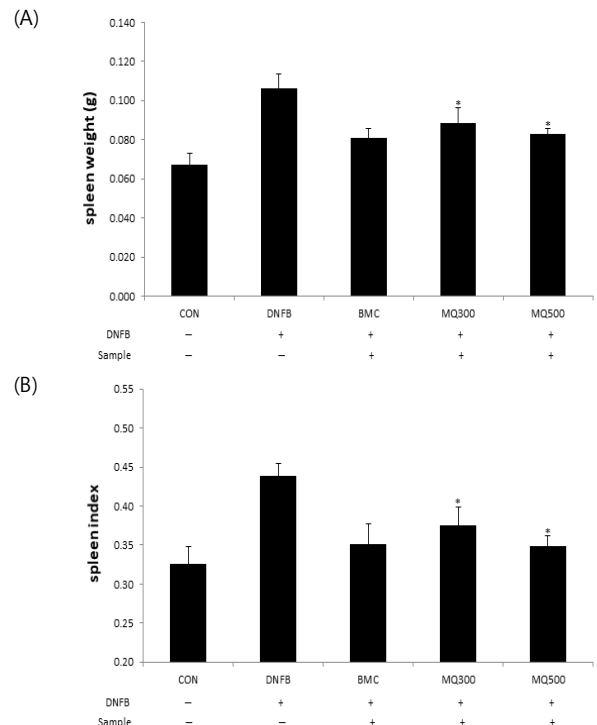 (A)
spleen weight (g)
0.140
0.120
0.100
0.080
0.060
0.040
0.020
0.000
* *
CON DNFB BMC MQ300 MQ500
DNFB – + + + +
Sample – – + + +
(B)
spleen index
0.55
0.50
0.45
0.40
0.35
0.30
0.25
0.20
* *
CON DNFB BMC MQ300 MQ500
DNFB – + + + +
Sample – – + + +